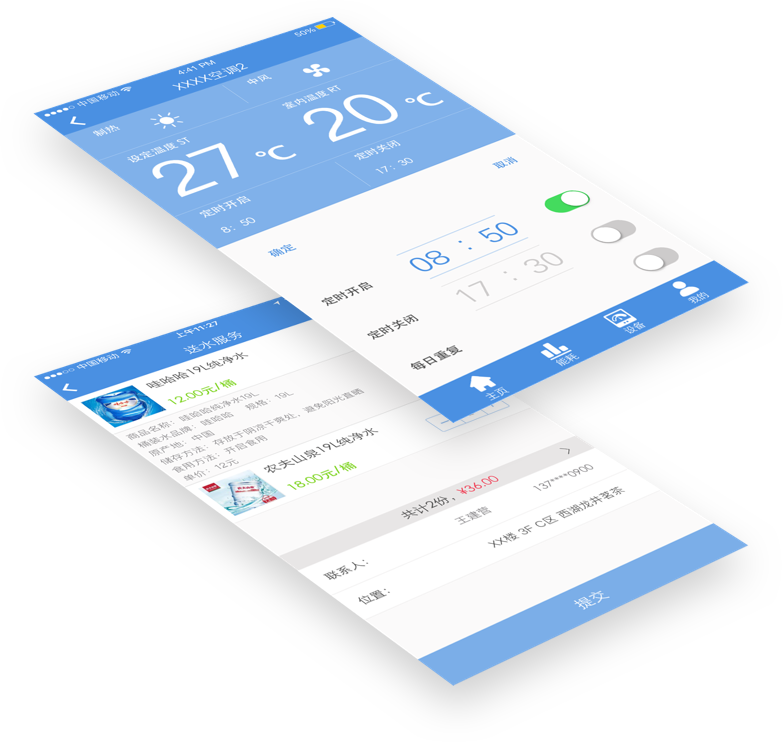 中国移动
4:41 PM
50%
XXXX空调2
制热
中风
设定温度 ST
室内温度 RT
27 °C
20 °C
定时开启
定时关闭
8: 50
17: 30
确定
取消
定时开启
08 : 50
定时关闭
17 : 30
每日重复
主页
能耗
设备
我的
中国移动
上午11:27
送水服务
哇哈哈19L纯净水
12.00元/桶
商品名称: 哇哈哈纯净水19L
桶装水品牌: 哇哈哈 规格: 19L
原产地: 中国
储存方法: 存放于阴凉干燥处、避免阳光直晒
食用方法: 开启食用
单价: 12元
农夫山泉19L纯净水
18.00元/桶
共计2份，¥36.00
联系人:
王建营
137****0900
位置:
XX楼 3F C区 西湖龙井茗茶
提交